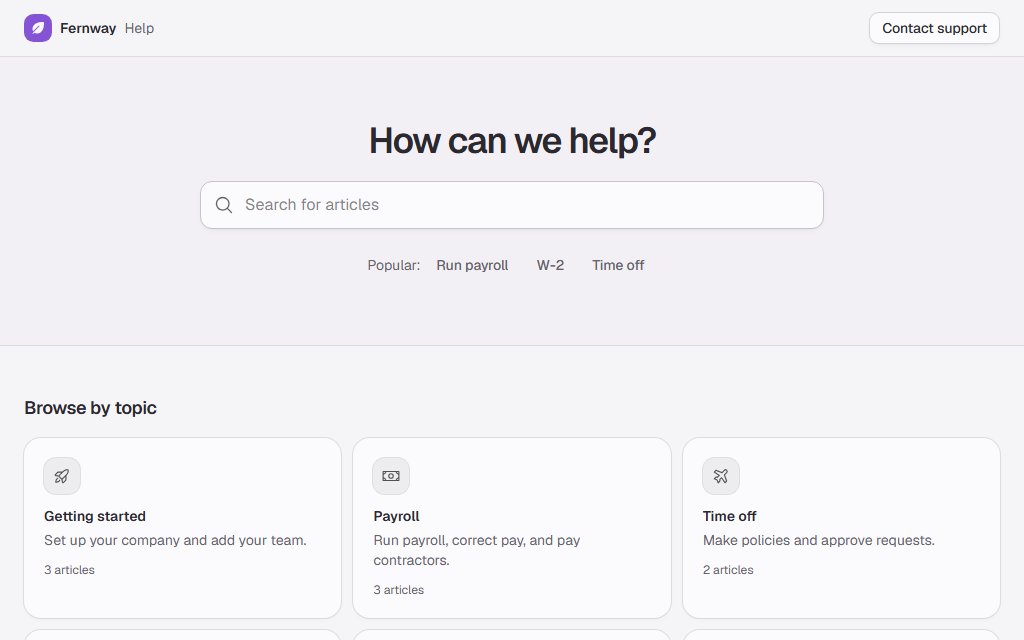 Fernway Help
Contact support
How can we help?
Search for articles
Popular: Run payroll W-2 Time off
Browse by topic
Getting started
Set up your company and add your team.
3 articles
Payroll
Run payroll, correct pay, and pay
contractors.
3 articles
Time off
Make policies and approve requests.
2 articles